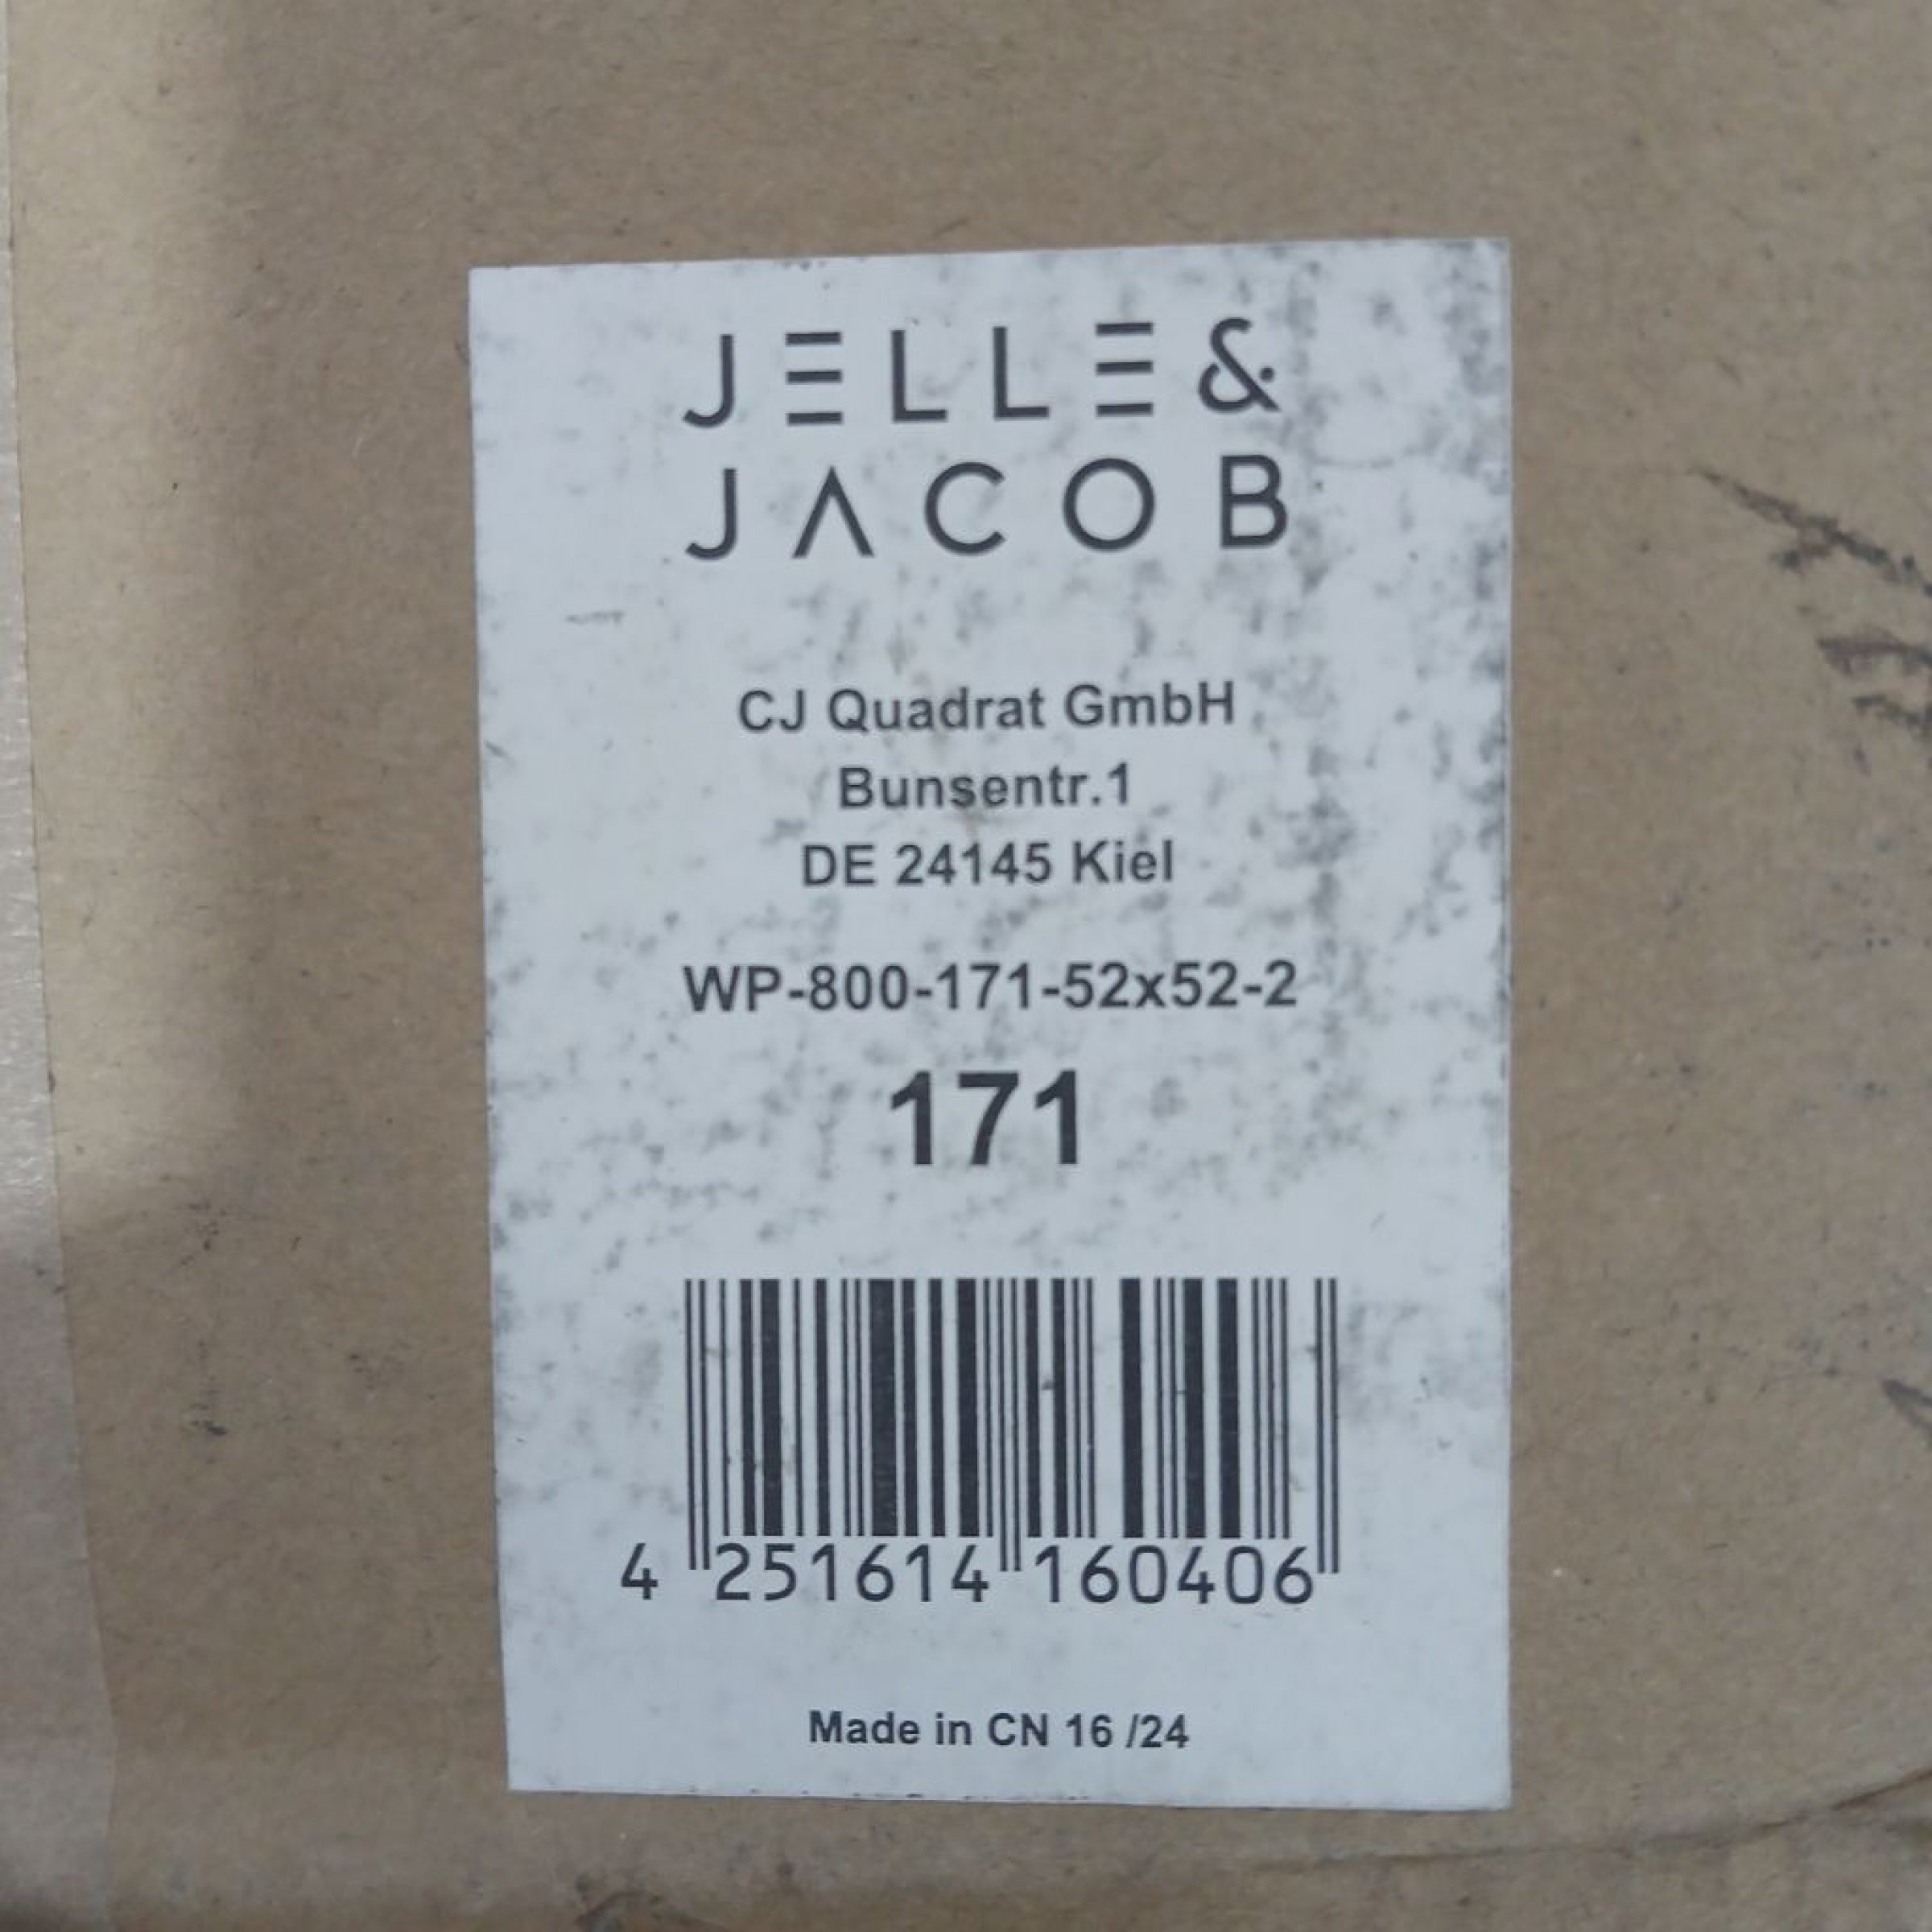 JELLE&
JACOB
CJ Quadrat GmbH
Bunsentr.1
DE 24145 Kiel
WP-800-171-52x52-2
171
4 251614 160406
Made in CN 16 /24